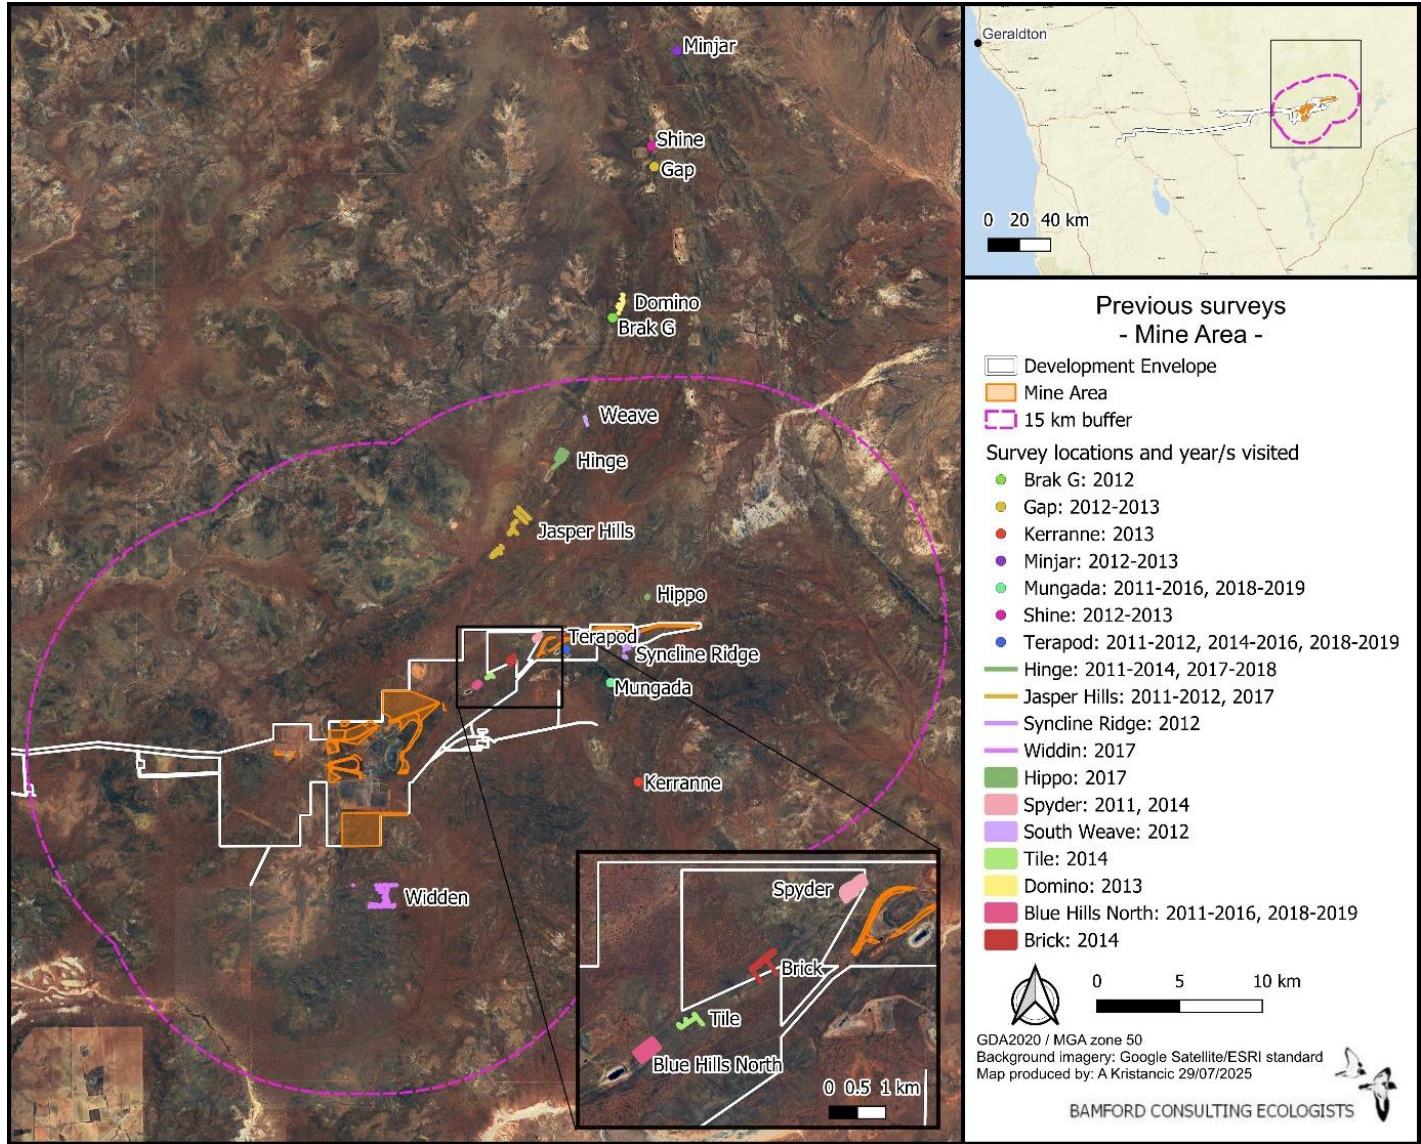 Minjar
Shine
Gap
Domino
Brak G
Weave
Hinge
Jasper Hills
Hippo
Terapod
Syncline Ridge
Mungada
Kerranne
Widden
Spyder
Brick
Tile
Blue Hills North
0 0.5 1 km
Geraldton
0 20 40 km
Previous surveys
- Mine Area -
Development Envelope
Mine Area
15 km buffer
Survey locations and year/s visited
Brak G: 2012
Gap: 2012-2013
Kerranne: 2013
Minjar: 2012-2013
Mungada: 2011-2016, 2018-2019
Shine: 2012-2013
Terapod: 2011-2012, 2014-2016, 2018-2019
Hinge: 2011-2014, 2017-2018
Jasper Hills: 2011-2012, 2017
Syncline Ridge: 2012
Widdin: 2017
Hippo: 2017
Spyder: 2011, 2014
South Weave: 2012
Tile: 2014
Domino: 2013
Blue Hills North: 2011-2016, 2018-2019
Brick: 2014
0 5 10 km
GDA2020 / MGA zone 50
Background imagery: Google Satellite/ESRI standard
Map produced by: A Kristancic 29/07/2025
BAMFORD CONSULTING ECOLOGISTS